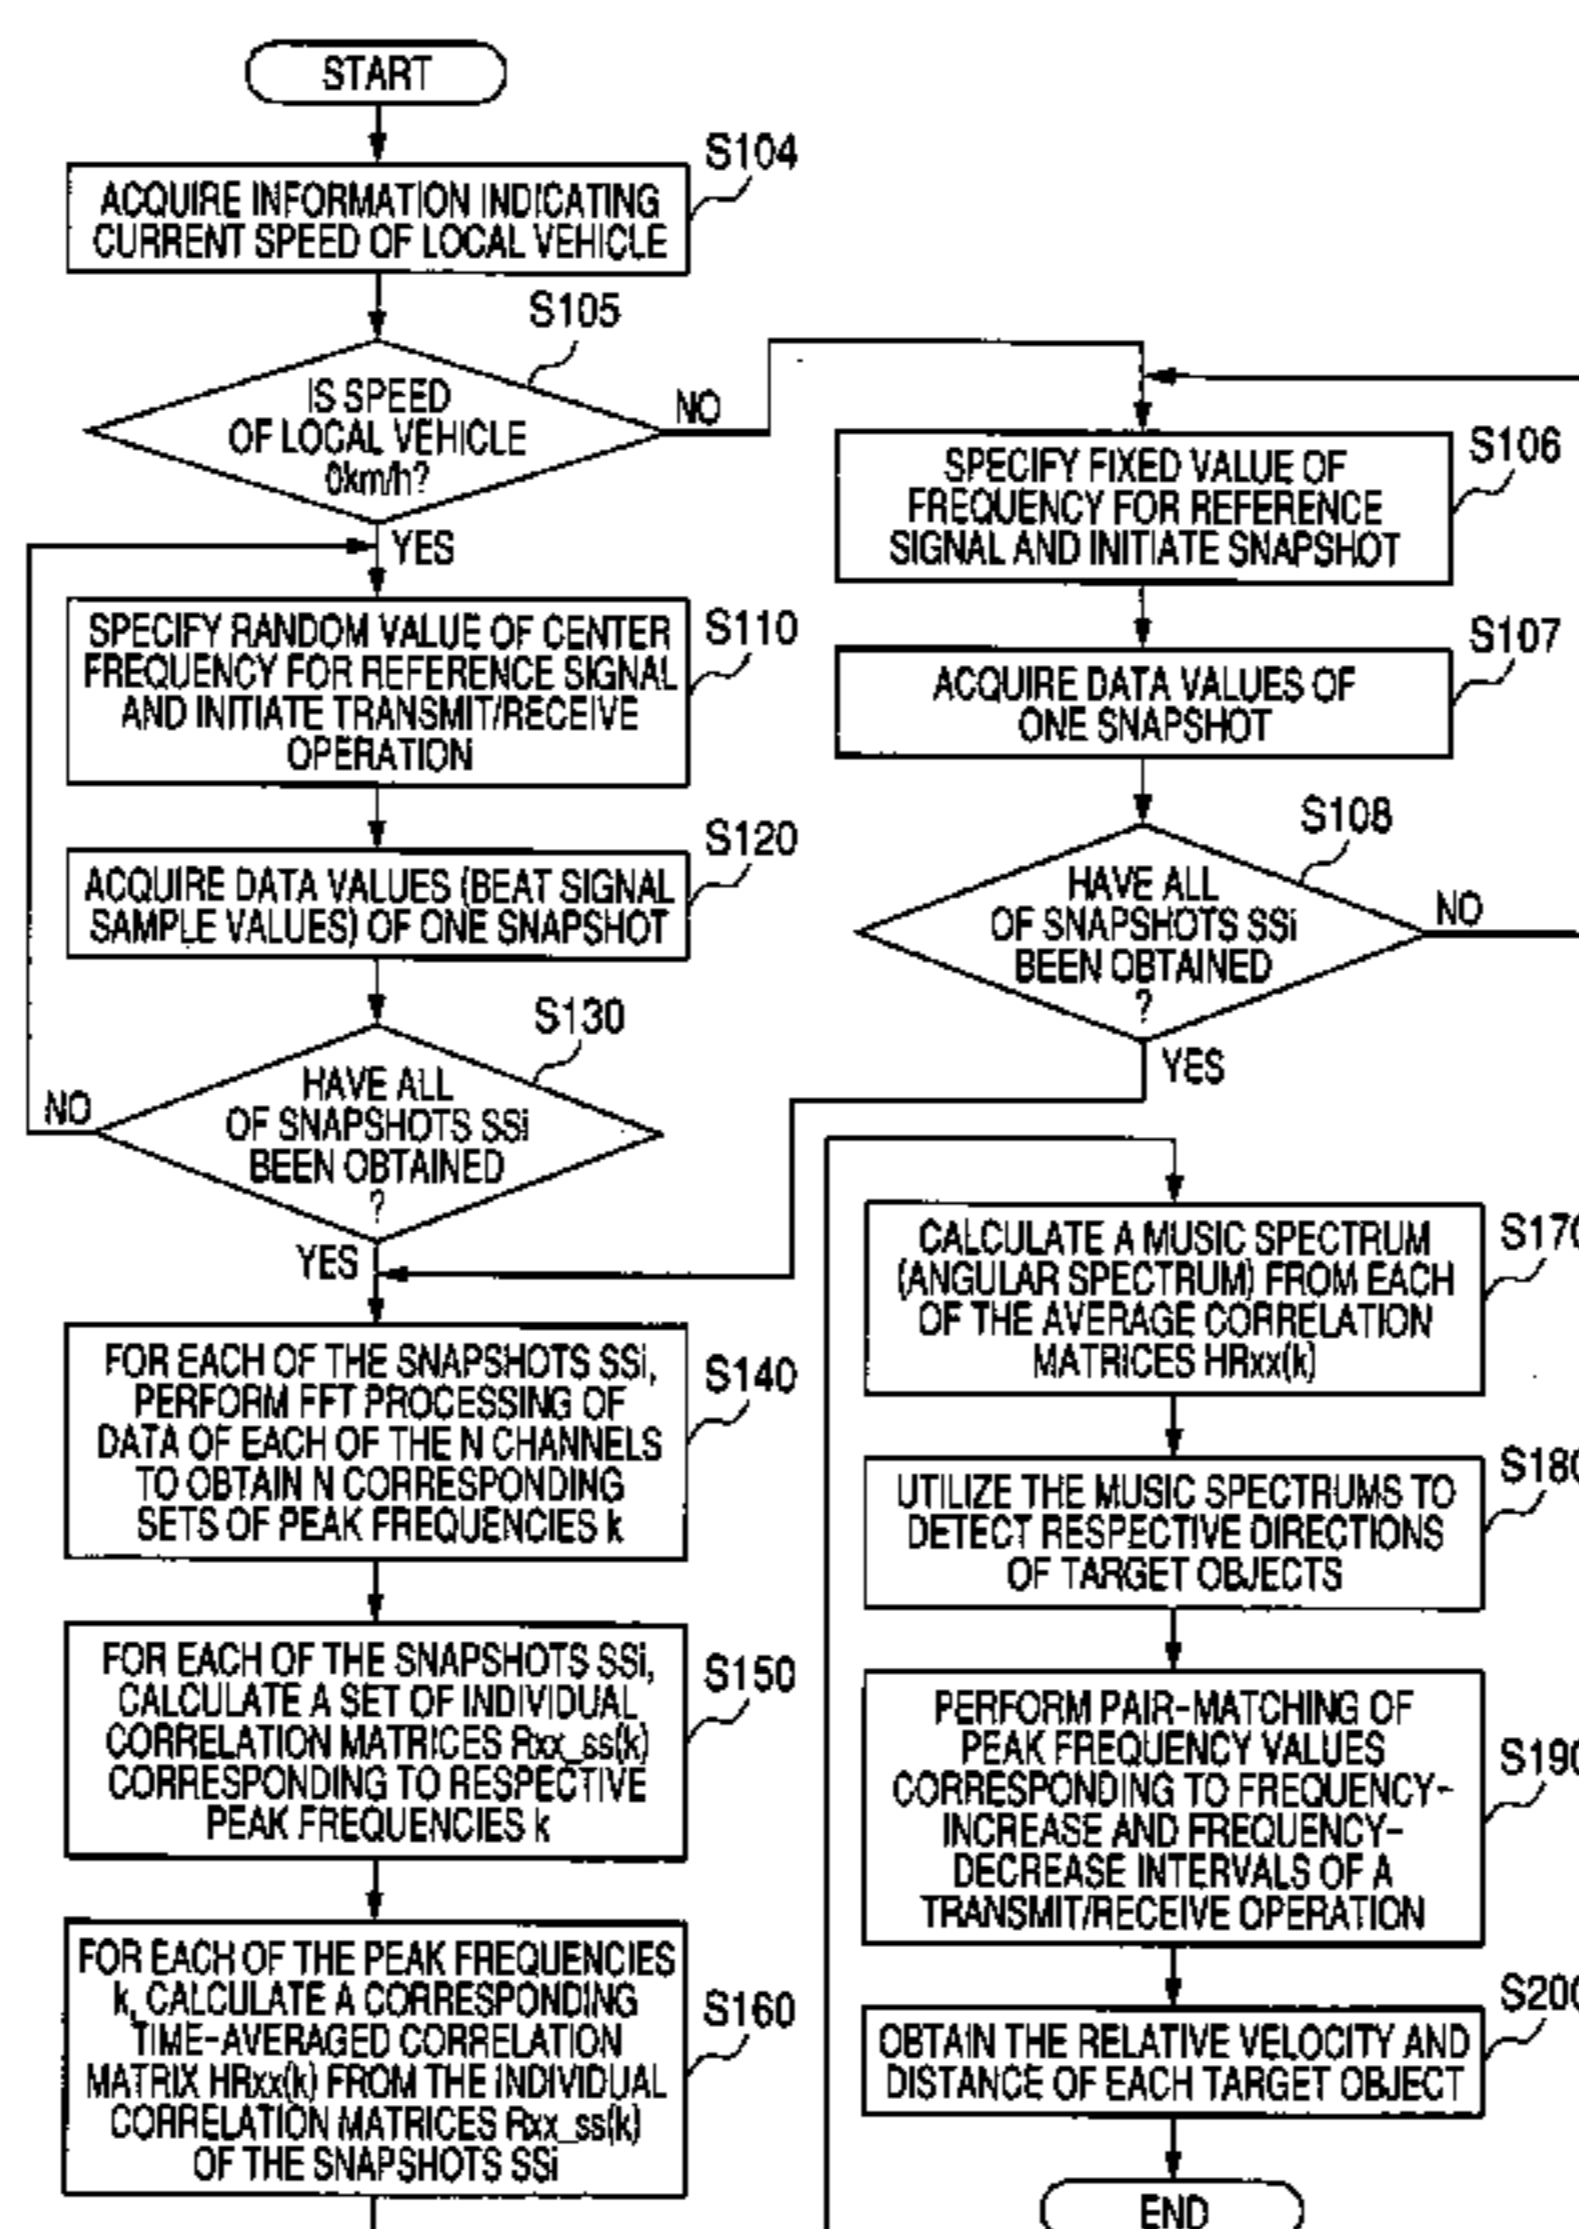 START
S104
ACQUIRE INFORMATION INDICATING
CURRENT SPEED OF LOCAL VEHICLE
S105
IS SPEED
OF LOCAL VEHICLE
0km/h?
NO
YES
S110
SPECIFY RANDOM VALUE OF CENTER
FREQUENCY FOR REFERENCE SIGNAL
AND INITIATE TRANSMIT/RECEIVE
OPERATION
S120
ACQUIRE DATA VALUES (BEAT SIGNAL
SAMPLE VALUES) OF ONE SNAPSHOT
S130
HAVE ALL
OF SNAPSHOTS SSi
BEEN OBTAINED
?
NO
YES
S106
SPECIFY FIXED VALUE OF
FREQUENCY FOR REFERENCE
SIGNAL AND INITIATE SNAPSHOT
S107
ACQUIRE DATA VALUES OF
ONE SNAPSHOT
S108
HAVE ALL
OF SNAPSHOTS SSi
BEEN OBTAINED
?
NO
YES
S140
FOR EACH OF THE SNAPSHOTS SSi,
PERFORM FFT PROCESSING OF
DATA OF EACH OF THE N CHANNELS
TO OBTAIN N CORRESPONDING
SETS OF PEAK FREQUENCIES k
S150
FOR EACH OF THE SNAPSHOTS SSi,
CALCULATE A SET OF INDIVIDUAL
CORRELATION MATRICES Rxx_ss(k)
CORRESPONDING TO RESPECTIVE
PEAK FREQUENCIES k
S160
FOR EACH OF THE PEAK FREQUENCIES
k, CALCULATE A CORRESPONDING
TIME-AVERAGED CORRELATION
MATRIX HRxx(k) FROM THE INDIVIDUAL
CORRELATION MATRICES Rxx_ss(k)
OF THE SNAPSHOTS SSi
S170
CALCULATE A MUSIC SPECTRUM
(ANGULAR SPECTRUM) FROM EACH
OF THE AVERAGE CORRELATION
MATRICES HRxx(k)
S180
UTILIZE THE MUSIC SPECTRUMS TO
DETECT RESPECTIVE DIRECTIONS
OF TARGET OBJECTS
S190
PERFORM PAIR-MATCHING OF
PEAK FREQUENCY VALUES
CORRESPONDING TO FREQUENCY-
INCREASE AND FREQUENCY-
DECREASE INTERVALS OF A
TRANSMIT/RECEIVE OPERATION
S200
OBTAIN THE RELATIVE VELOCITY AND
DISTANCE OF EACH TARGET OBJECT
END